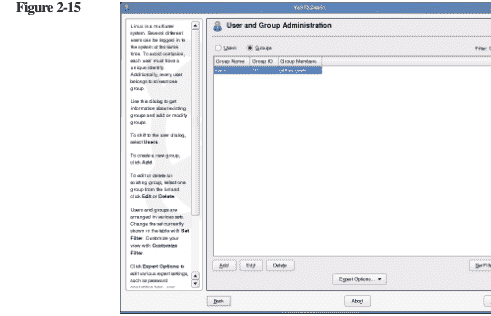 Figure 2-15
User and Group Administration
Linux is a multiuser
system. Several different
users can be logged in to
the system at the same
time. To avoid confusion,
each user must have a
unique identity.
Additionally, every user
belongs to at least one
group.
Use this dialog to get
information about existing
groups and add or modify
groups.
To shift to the user dialog,
select Users.
To create a new group,
click Add.
To edit or delete an
existing group, select one
group from the list and
click Edit or Delete.
Users and groups are
arranged in various sets.
Change the set currently
shown in the table with Set
Filter. Customize your
view with Customize
Filter.
Click Expert Options to
edit various expert settings,
such as password
Users
Groups
Filter:
Group Name
Group ID
Group Members
Add
Edit
Delete
Expert Options...
Back
Abort